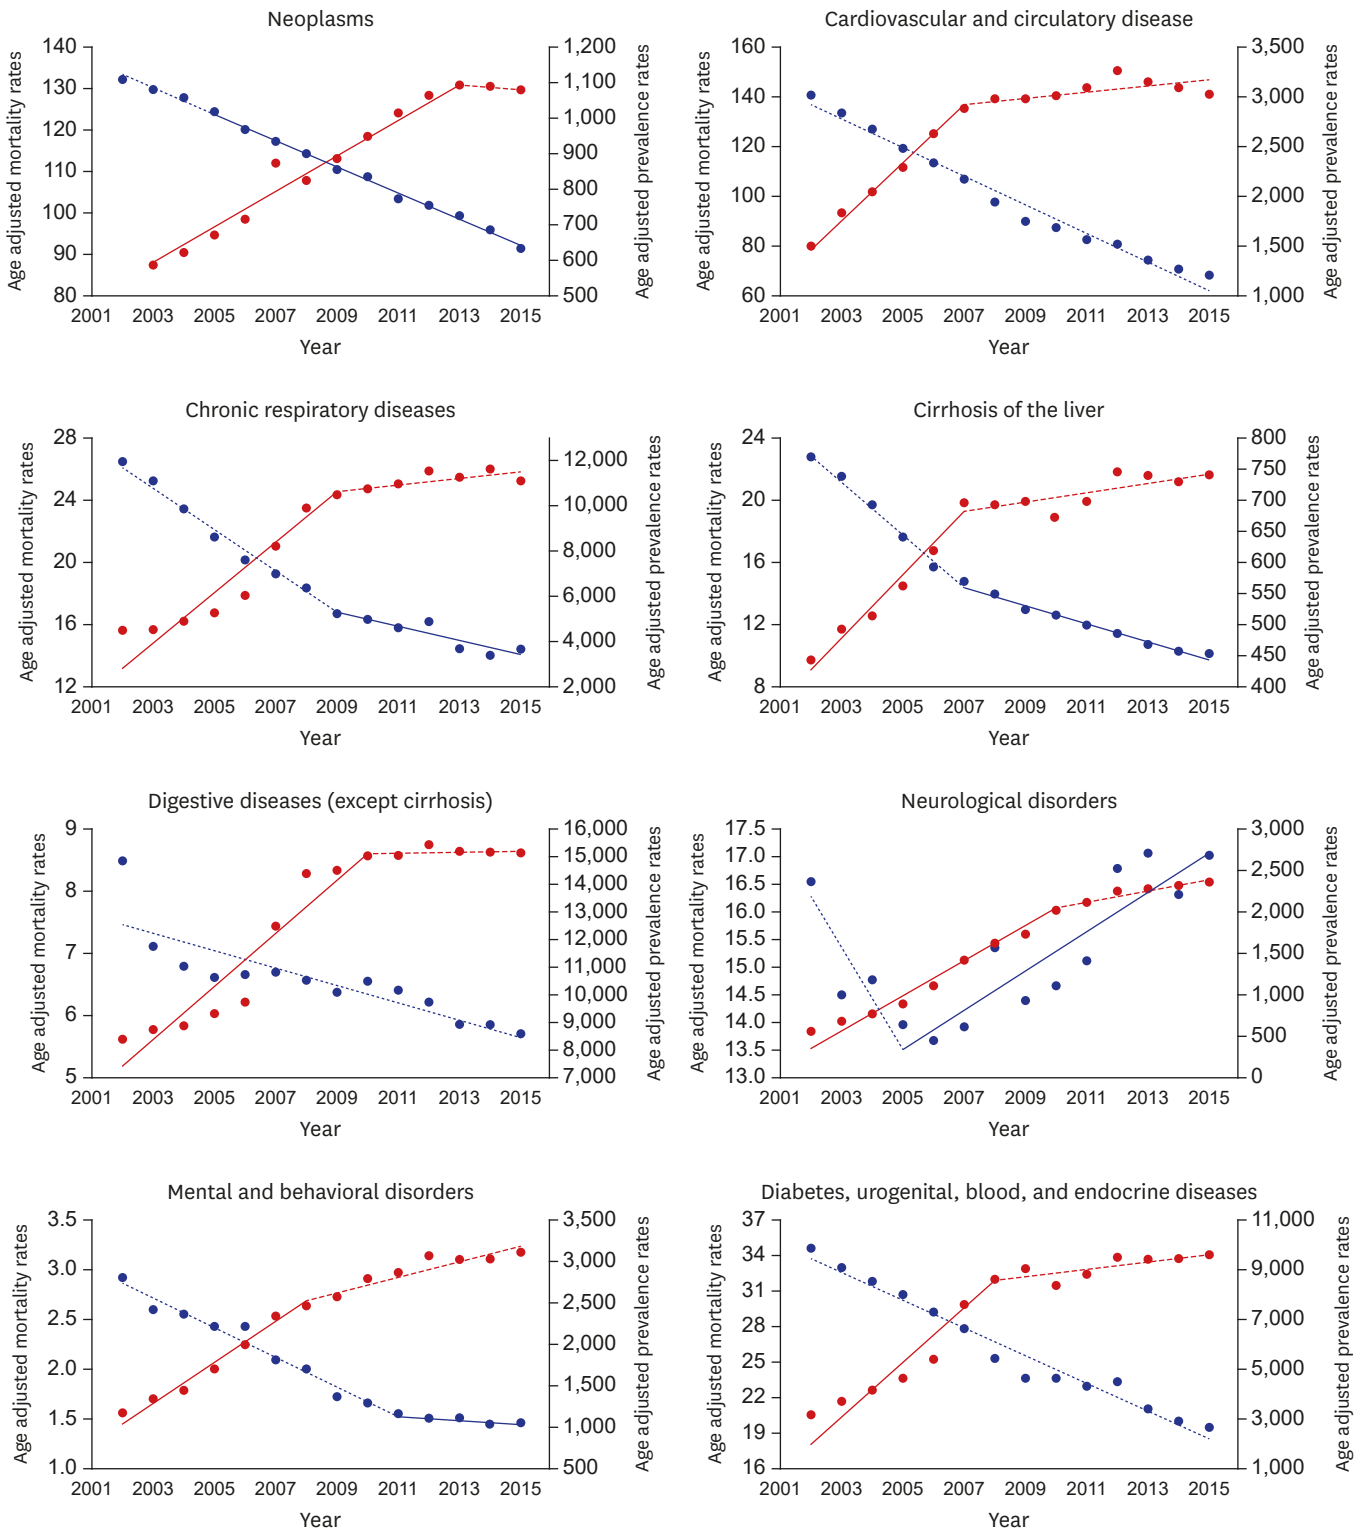 Neoplasms
Age adjusted mortality rates
140
130
120
110
100
90
80
1,200
1,100
1,000
900
800
700
600
500
Age adjusted prevalence rates
2001 2003 2005 2007 2009 2011 2013 2015
Year
Cardiovascular and circulatory disease
Age adjusted mortality rates
160
140
120
100
80
60
3,500
3,000
2,500
2,000
1,500
1,000
Age adjusted prevalence rates
2001 2003 2005 2007 2009 2011 2013 2015
Year
Chronic respiratory diseases
Age adjusted mortality rates
28
24
20
16
12
12,000
10,000
8,000
6,000
4,000
2,000
Age adjusted prevalence rates
2001 2003 2005 2007 2009 2011 2013 2015
Year
Cirrhosis of the liver
Age adjusted mortality rates
24
20
16
12
8
800
750
700
650
600
550
500
450
400
Age adjusted prevalence rates
2001 2003 2005 2007 2009 2011 2013 2015
Year
Digestive diseases (except cirrhosis)
Age adjusted mortality rates
9
8
7
6
5
16,000
15,000
14,000
13,000
12,000
11,000
10,000
9,000
8,000
7,000
Age adjusted prevalence rates
2001 2003 2005 2007 2009 2011 2013 2015
Year
Neurological disorders
Age adjusted mortality rates
17.5
17.0
16.5
16.0
15.5
15.0
14.5
14.0
13.5
13.0
3,000
2,500
2,000
1,500
1,000
500
0
Age adjusted prevalence rates
2001 2003 2005 2007 2009 2011 2013 2015
Year
Mental and behavioral disorders
Age adjusted mortality rates
3.5
3.0
2.5
2.0
1.5
1.0
3,500
3,000
2,500
2,000
1,500
1,000
500
Age adjusted prevalence rates
2001 2003 2005 2007 2009 2011 2013 2015
Year
Diabetes, urogenital, blood, and endocrine diseases
Age adjusted mortality rates
37
34
31
28
25
22
19
16
11,000
9,000
7,000
5,000
3,000
1,000
Age adjusted prevalence rates
2001 2003 2005 2007 2009 2011 2013 2015
Year